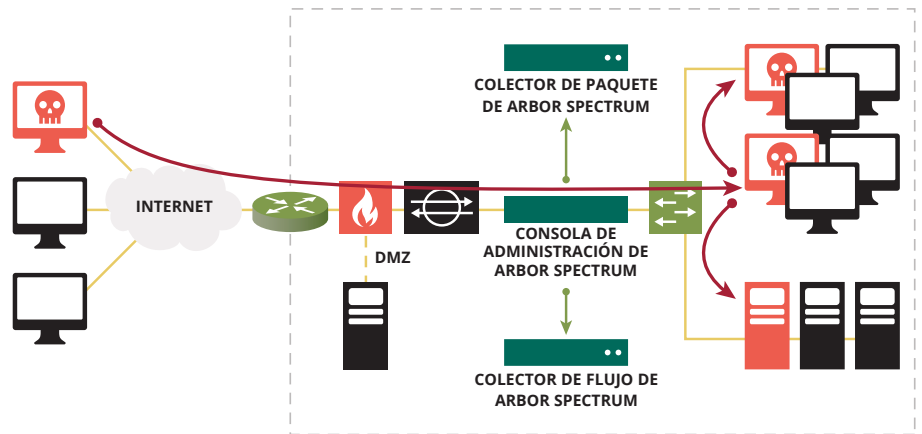 COLECTOR DE PAQUETE
DE ARBOR SPECTRUM
INTERNET
CONSOLA DE
ADMINISTRACIÓN DE
ARBOR SPECTRUM
DMZ
COLECTOR DE FLUJO DE
ARBOR SPECTRUM